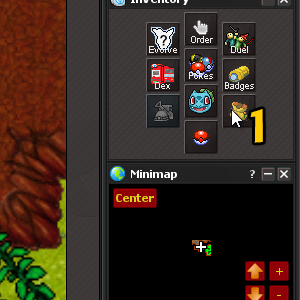 Inventory
Evolve
Order
Duel
Dex
Pokes
Badges
1
Minimap
? − ×
Center
+
−